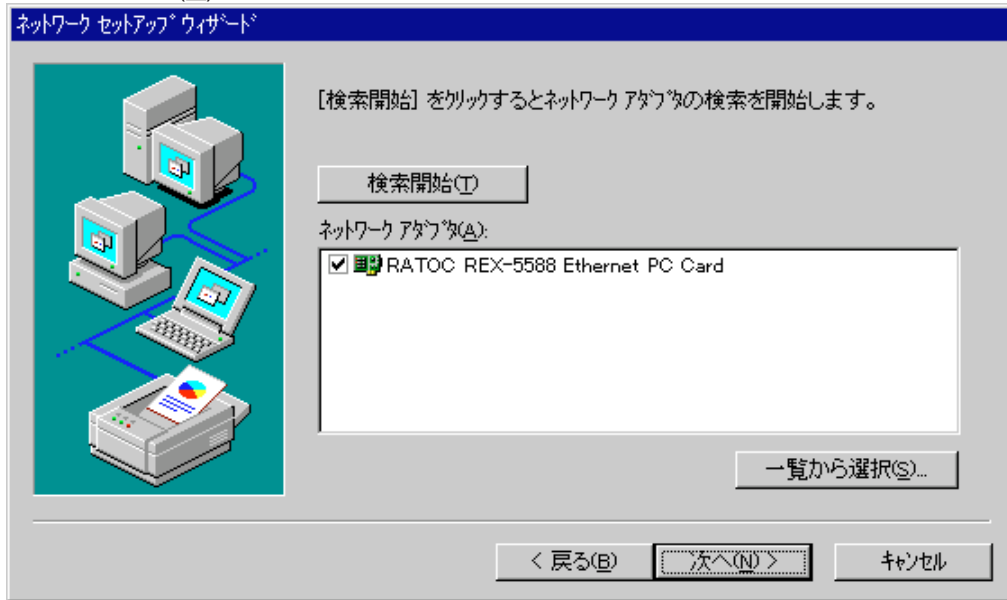 ネットワーク セットアップ ウィザード
[検索開始] をクリックするとネットワーク アダプタの検索を開始します。
検索開始(T)
ネットワーク アダプタ(A):
RATOC REX-5588 Ethernet PC Card
一覧から選択(S)...
< 戻る(B)
次へ(N) >
キャンセル